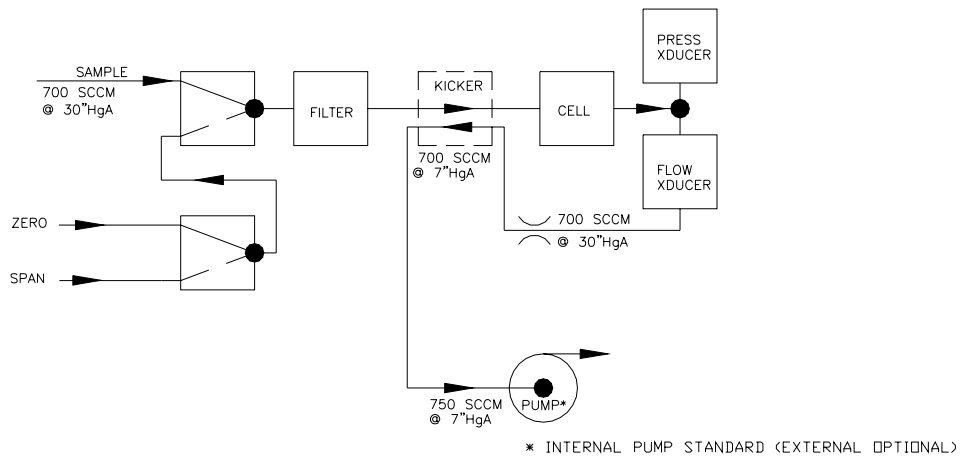 PRESS
XDUCER
SAMPLE
700 SCCM
@ 30"HgA
KICKER
FILTER
CELL
700 SCCM
@ 7"HgA
FLOW
XDUCER
700 SCCM
@ 30"HgA
ZERO
SPAN
750 SCCM
@ 7"HgA
PUMP*
* INTERNAL PUMP STANDARD (EXTERNAL OPTIONAL)